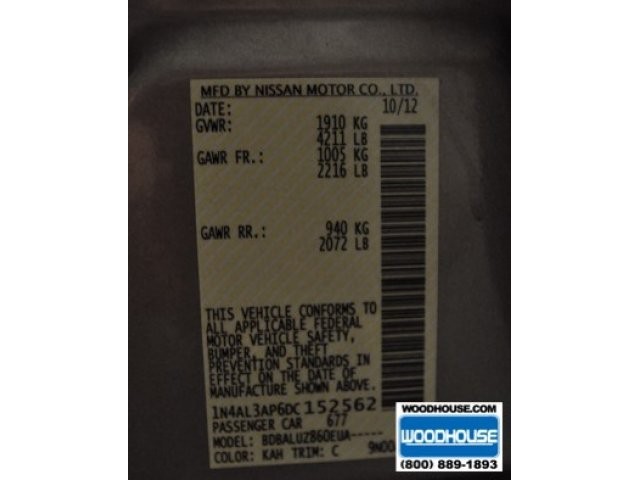 MFD BY NISSAN MOTOR CO., LTD.
DATE: 10/12
GVWR: 1910 KG
4211 LB
GAWR FR.: 1005 KG
2216 LB
GAWR RR.: 940 KG
2072 LB
THIS VEHICLE CONFORMS TO
ALL APPLICABLE FEDERAL
MOTOR VEHICLE SAFETY,
BUMPER, AND THEFT
PREVENTION STANDARDS IN
EFFECT ON THE DATE OF
MANUFACTURE SHOWN ABOVE.
1N4AL3AP6DC152562
PASSENGER CAR 677
MODEL: BDBALUZ860EUA-----
COLOR: KAH TRIM: C 9N00
WOODHOUSE.COM
WOODHOUSE
(800) 889-1893